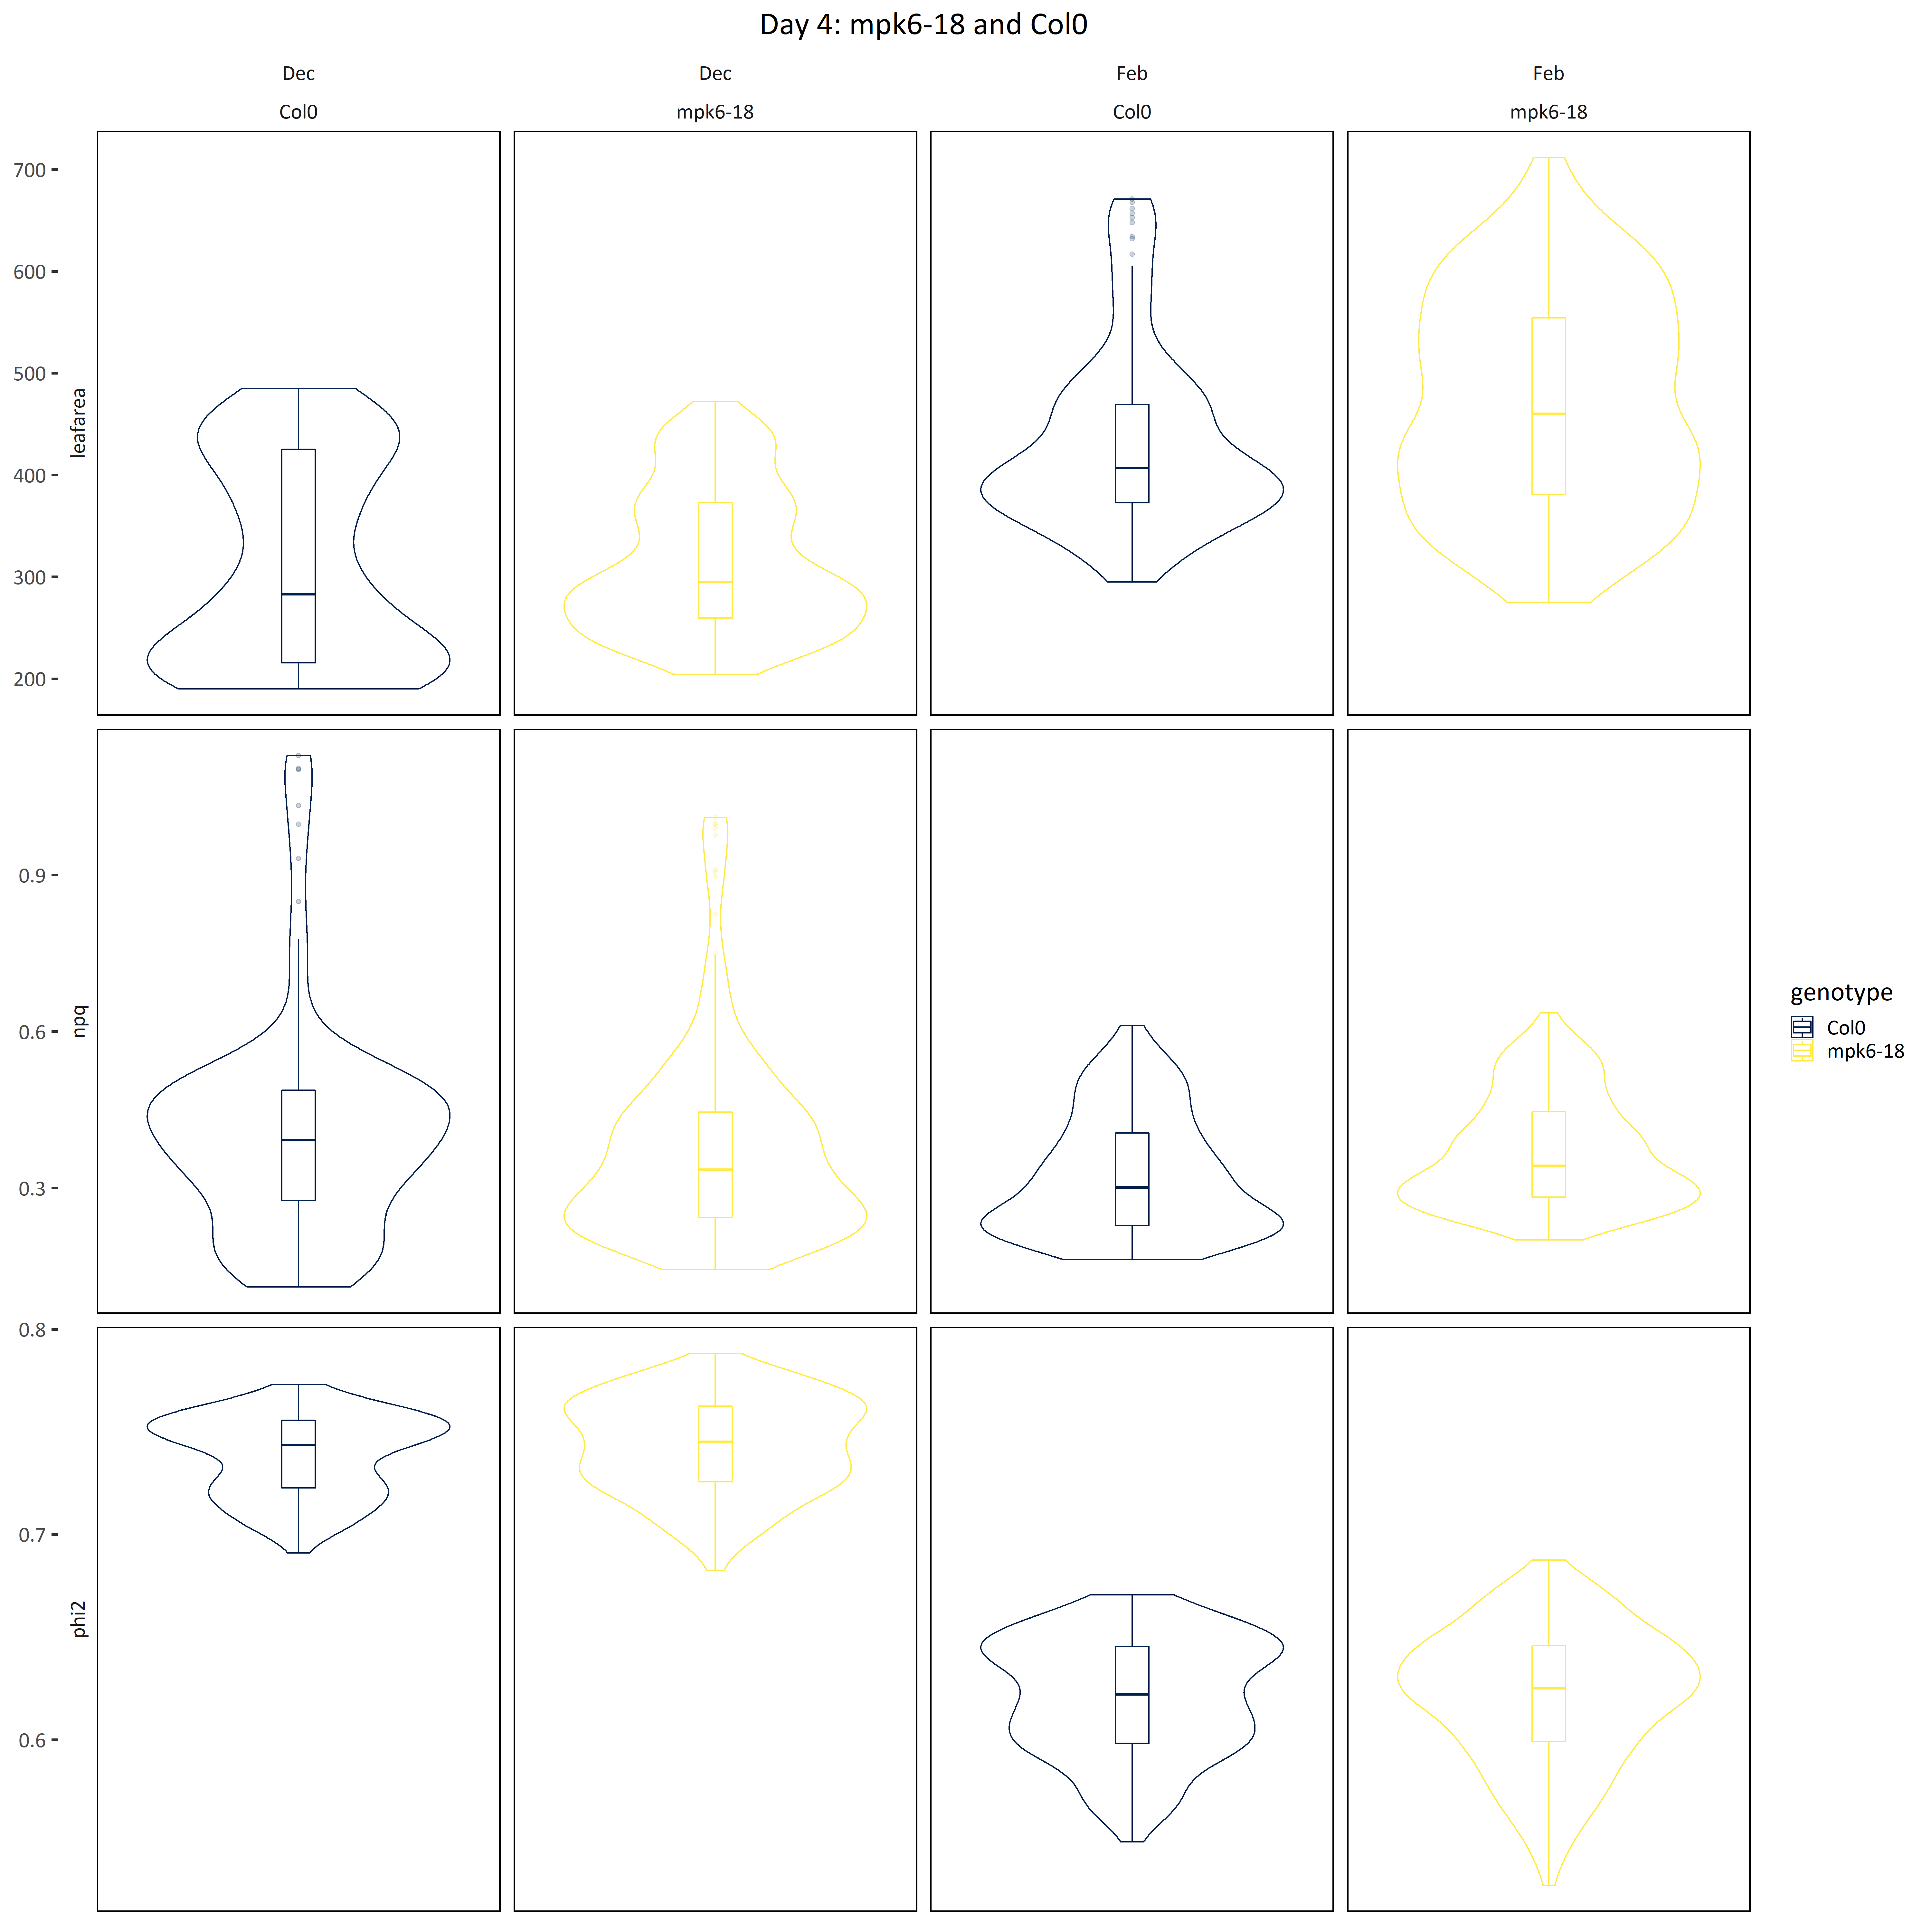 Day 4: mpk6-18 and Col0
Dec Dec Feb Feb
Col0 mpk6-18 Col0 mpk6-18
700
600
500
400
300
200
leafarea
0.9
0.6
0.3
npq
0.8
0.7
0.6
phi2
genotype
Col0
mpk6-18